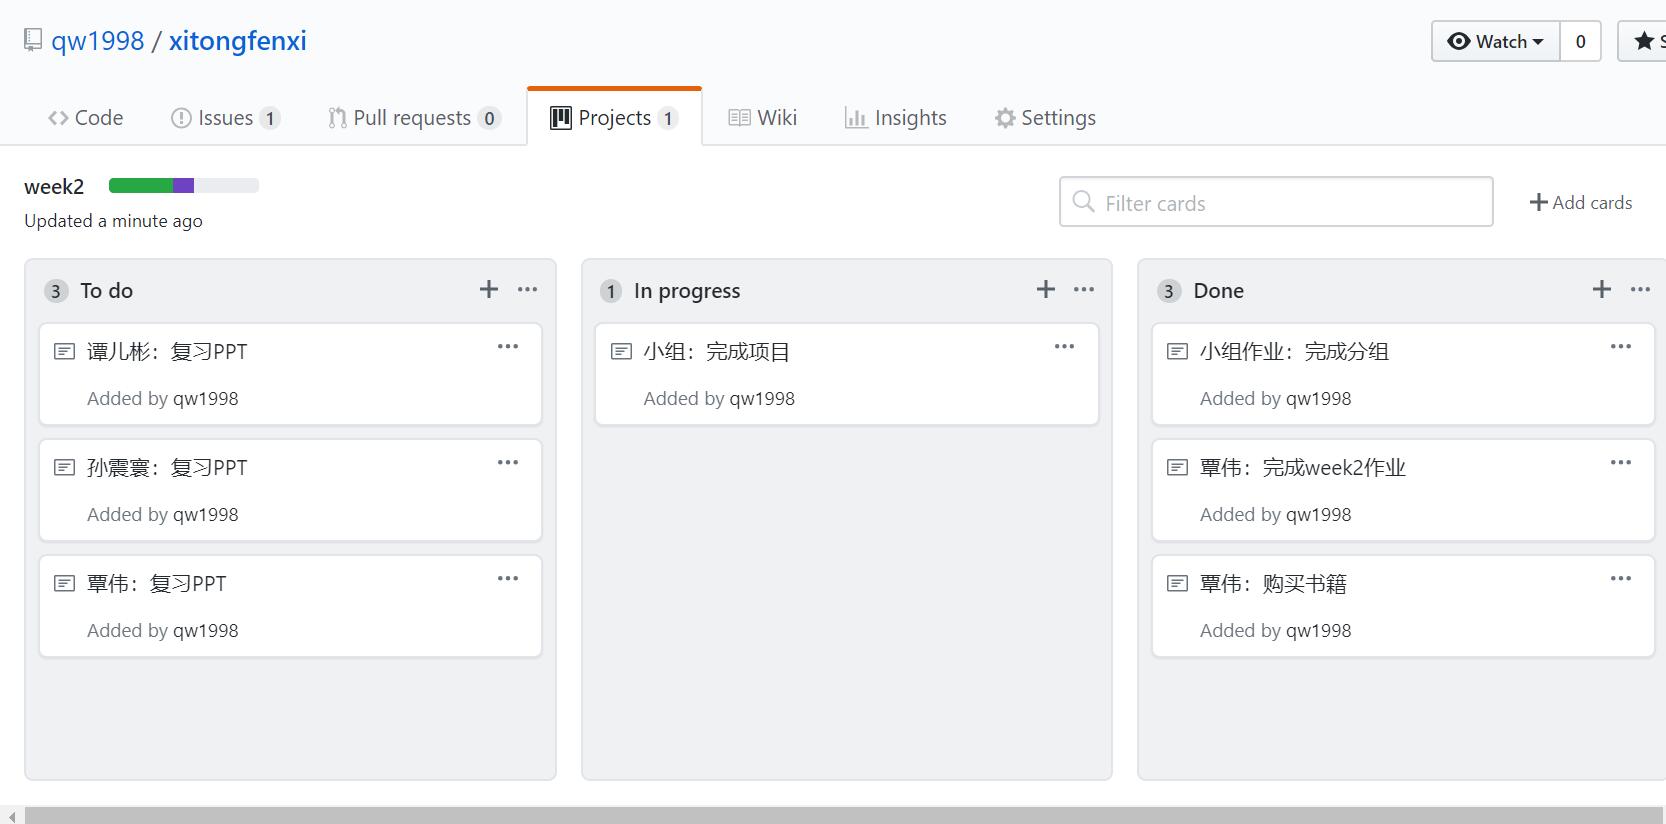 qw1998 / xitongfenxi
Watch 0
Code Issues 1 Pull requests 0 Projects 1 Wiki Insights Settings
week2
Updated a minute ago
Filter cards
Add cards
3 To do
谭儿彬：复习PPT
Added by qw1998
孙震寰：复习PPT
Added by qw1998
覃伟：复习PPT
Added by qw1998
1 In progress
小组：完成项目
Added by qw1998
3 Done
小组作业：完成分组
Added by qw1998
覃伟：完成week2作业
Added by qw1998
覃伟：购买书籍
Added by qw1998